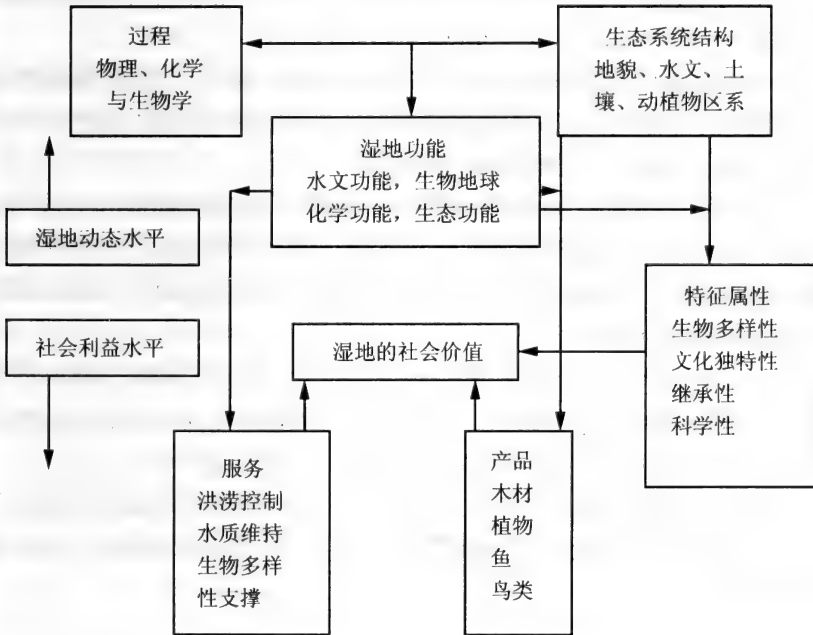 过程
物理、化学
与生物学
生态系统结构
地貌、水文、土
壤、动植物区系
湿地功能
水文功能，生物地球
化学功能，生态功能
湿地动态水平
特征属性
生物多样性
文化独特性
继承性
科学性
社会利益水平
湿地的社会价值
服务
洪涝控制
水质维持
生物多样
性支撑
产品
木材
植物
鱼
鸟类